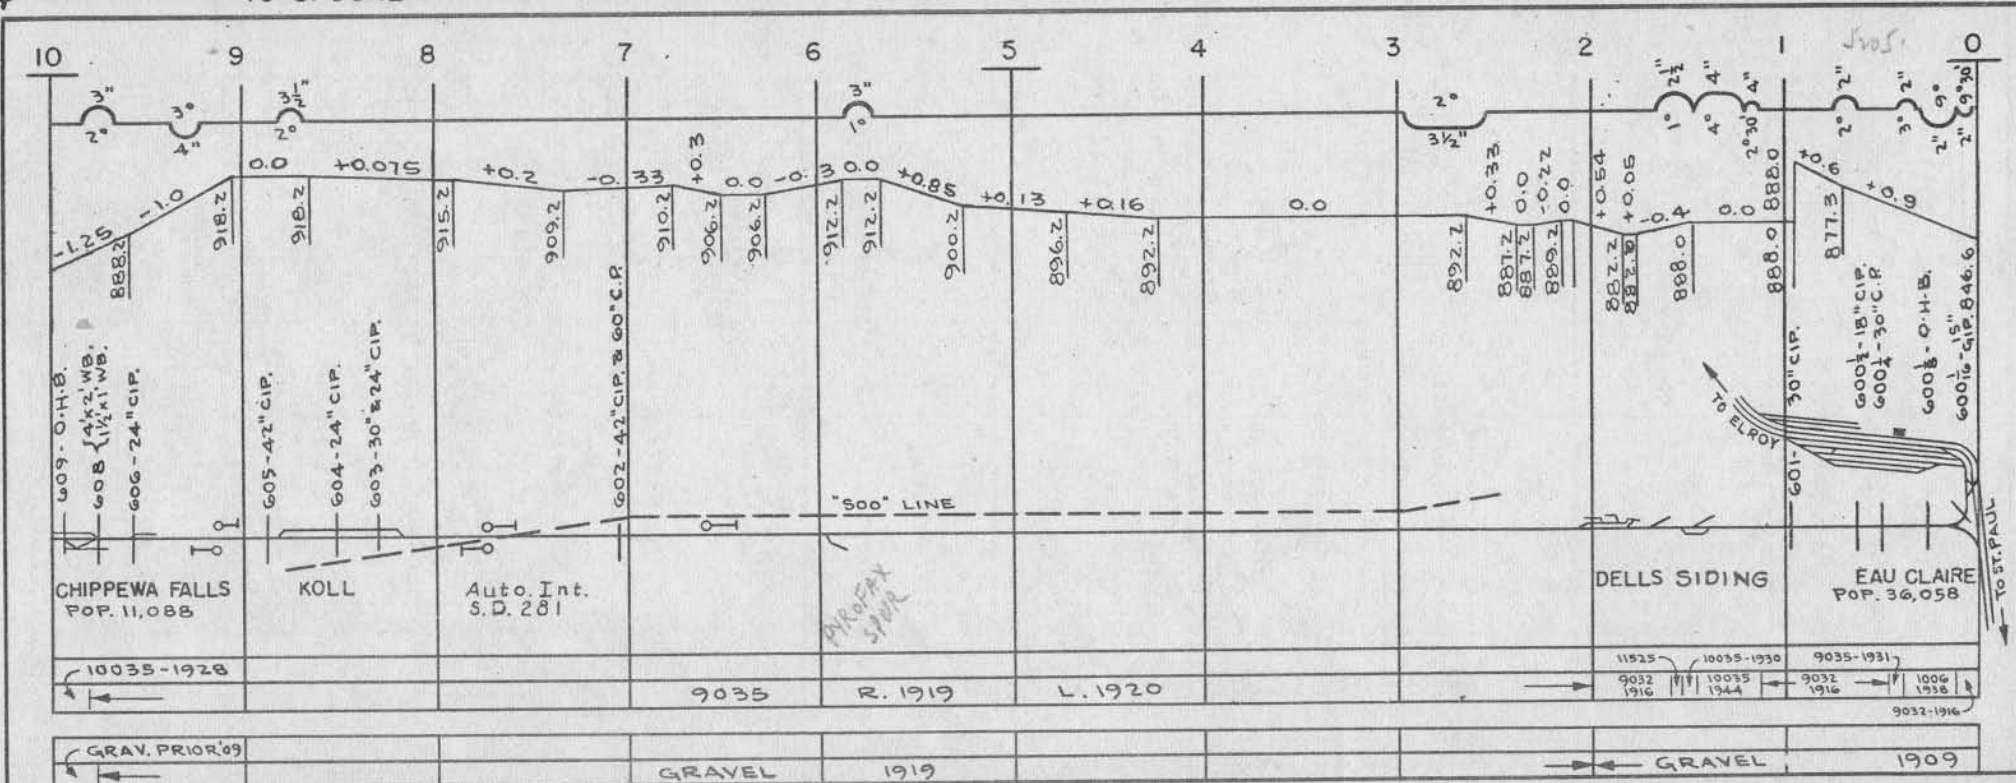 10 9 8 7 6 5 4 3 2 1 0
5205.
3" 3° 3½" 3" 2° 2½" 4" 4" 2" 2" 9° 9°30'
2° 4" 2° 1° 3½" 1° 4° 2°30' 2° 3° 2" 2"
-1.25 -1.0 0.0 +0.075 +0.2 -0.33 +0.3 0.0 -0.3 0.0 +0.85 +0.13 +0.16 0.0 +0.33 0.0 -0.22 0.0 +0.54 +0.05 -0.4 0.0 +0.6 +0.9
888.2 918.2 918.2 915.2 909.2 910.2 906.2 906.2 912.2 912.2 900.2 896.2 892.2 892.2 887.2 887.2 889.2 882.2 882.8 888.0 888.0 888.0 877.3 846.6
609-O.H.B.
608 {4'x2' WB.
11½'x1' WB.
606-24" CIP.
605-42" CIP.
604-24" CIP.
603-30" & 24" CIP.
602-42" CIP. & 60" C.P.
601-30" CIP.
600½-18" CIP.
600¼-30" C.P.
600⅛-O.H.B.
600 1/16-15" CIP.
TO ELROY
"SOO" LINE
TO ST. PAUL
CHIPPEWA FALLS
POP. 11,088
KOLL
Auto. Int.
S.D. 281
PYROFAX
SPUR
DELLS SIDING
EAU CLAIRE
POP. 36,058
10035-1928
11525 10035-1930 9035-1931
9035 R. 1919 L. 1920
9032 1916
10035 1944
9032 1916
1006 1938
9032-1916
GRAV. PRIOR '09
GRAVEL 1919 GRAVEL 1909